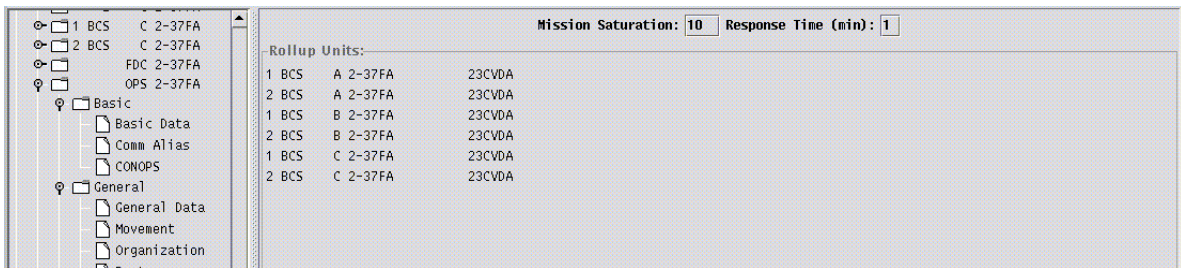 1 BCS C 2-37FA
2 BCS C 2-37FA
FDC 2-37FA
OPS 2-37FA
Basic
Basic Data
Comm Alias
CONOPS
General
General Data
Movement
Organization
Mission Saturation: 10 Response Time (min): 1
Rollup Units:
1 BCS A 2-37FA 23CVDA
2 BCS A 2-37FA 23CVDA
1 BCS B 2-37FA 23CVDA
2 BCS B 2-37FA 23CVDA
1 BCS C 2-37FA 23CVDA
2 BCS C 2-37FA 23CVDA